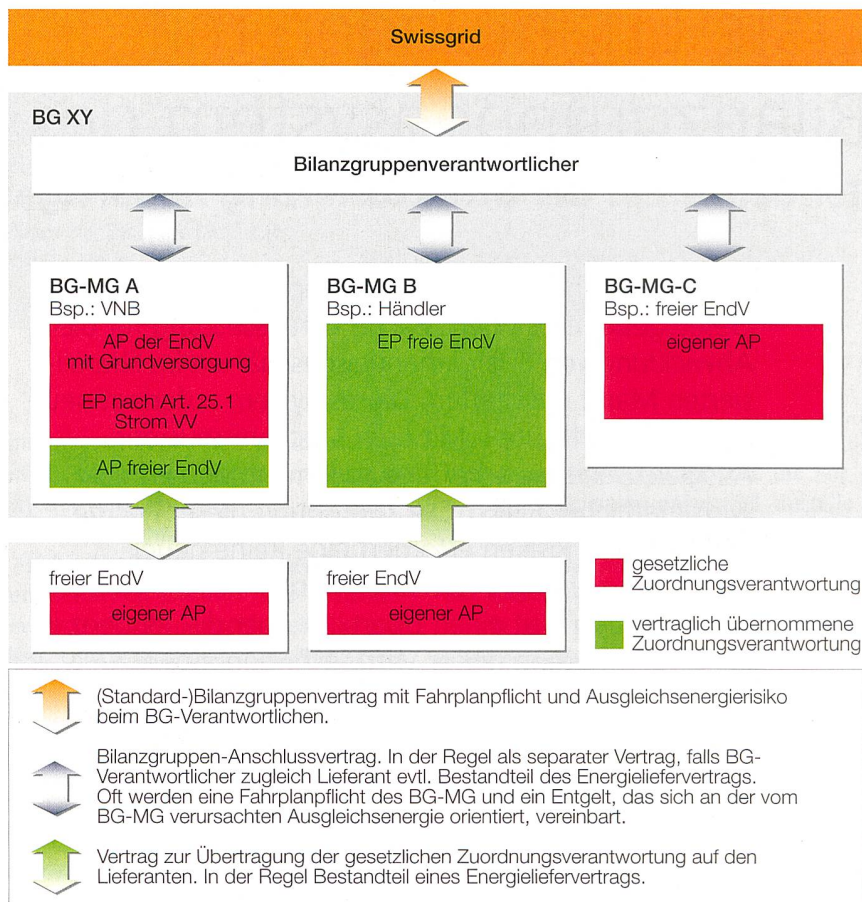 Swissgrid
BG XY
Bilanzgruppenverantwortlicher
BG-MG A
Bsp.: VNB
AP der EndV
mit Grundversorgung
EP nach Art. 25.1
Strom VV
AP freier EndV
BG-MG B
Bsp.: Händler
EP freie EndV
BG-MG-C
Bsp.: freier EndV
eigener AP
freier EndV
eigener AP
freier EndV
eigener AP
gesetzliche
Zuordnungsverantwortung
vertraglich übernommene
Zuordnungsverantwortung
(Standard-)Bilanzgruppenvertrag mit Fahrplanpflicht und Ausgleichsenergierisiko
beim BG-Verantwortlichen.
Bilanzgruppen-Anschlussvertrag. In der Regel als separater Vertrag, falls BG-
Verantwortlicher zugleich Lieferant evtl. Bestandteil des Energieliefervertrags.
Oft werden eine Fahrplanpflicht des BG-MG und ein Entgelt, das sich an der vom
BG-MG verursachten Ausgleichsenergie orientiert, vereinbart.
Vertrag zur Übertragung der gesetzlichen Zuordnungsverantwortung auf den
Lieferanten. In der Regel Bestandteil eines Energieliefervertrags.